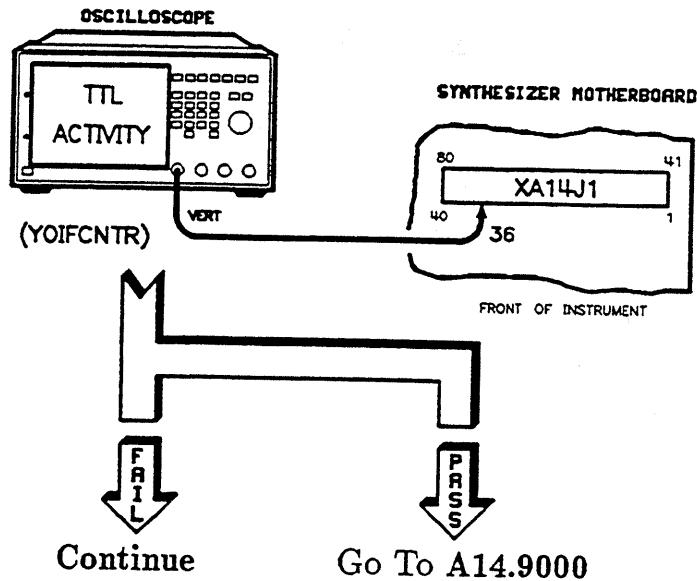 OSCILLOSCOPE
TTL
ACTIVITY
VERT
(YOIFCNTR)
SYNTHESIZER MOTHERBOARD
80
41
XA14J1
40
1
36
FRONT OF INSTRUMENT
FAIL
PASS
Continue
Go To A14.9000